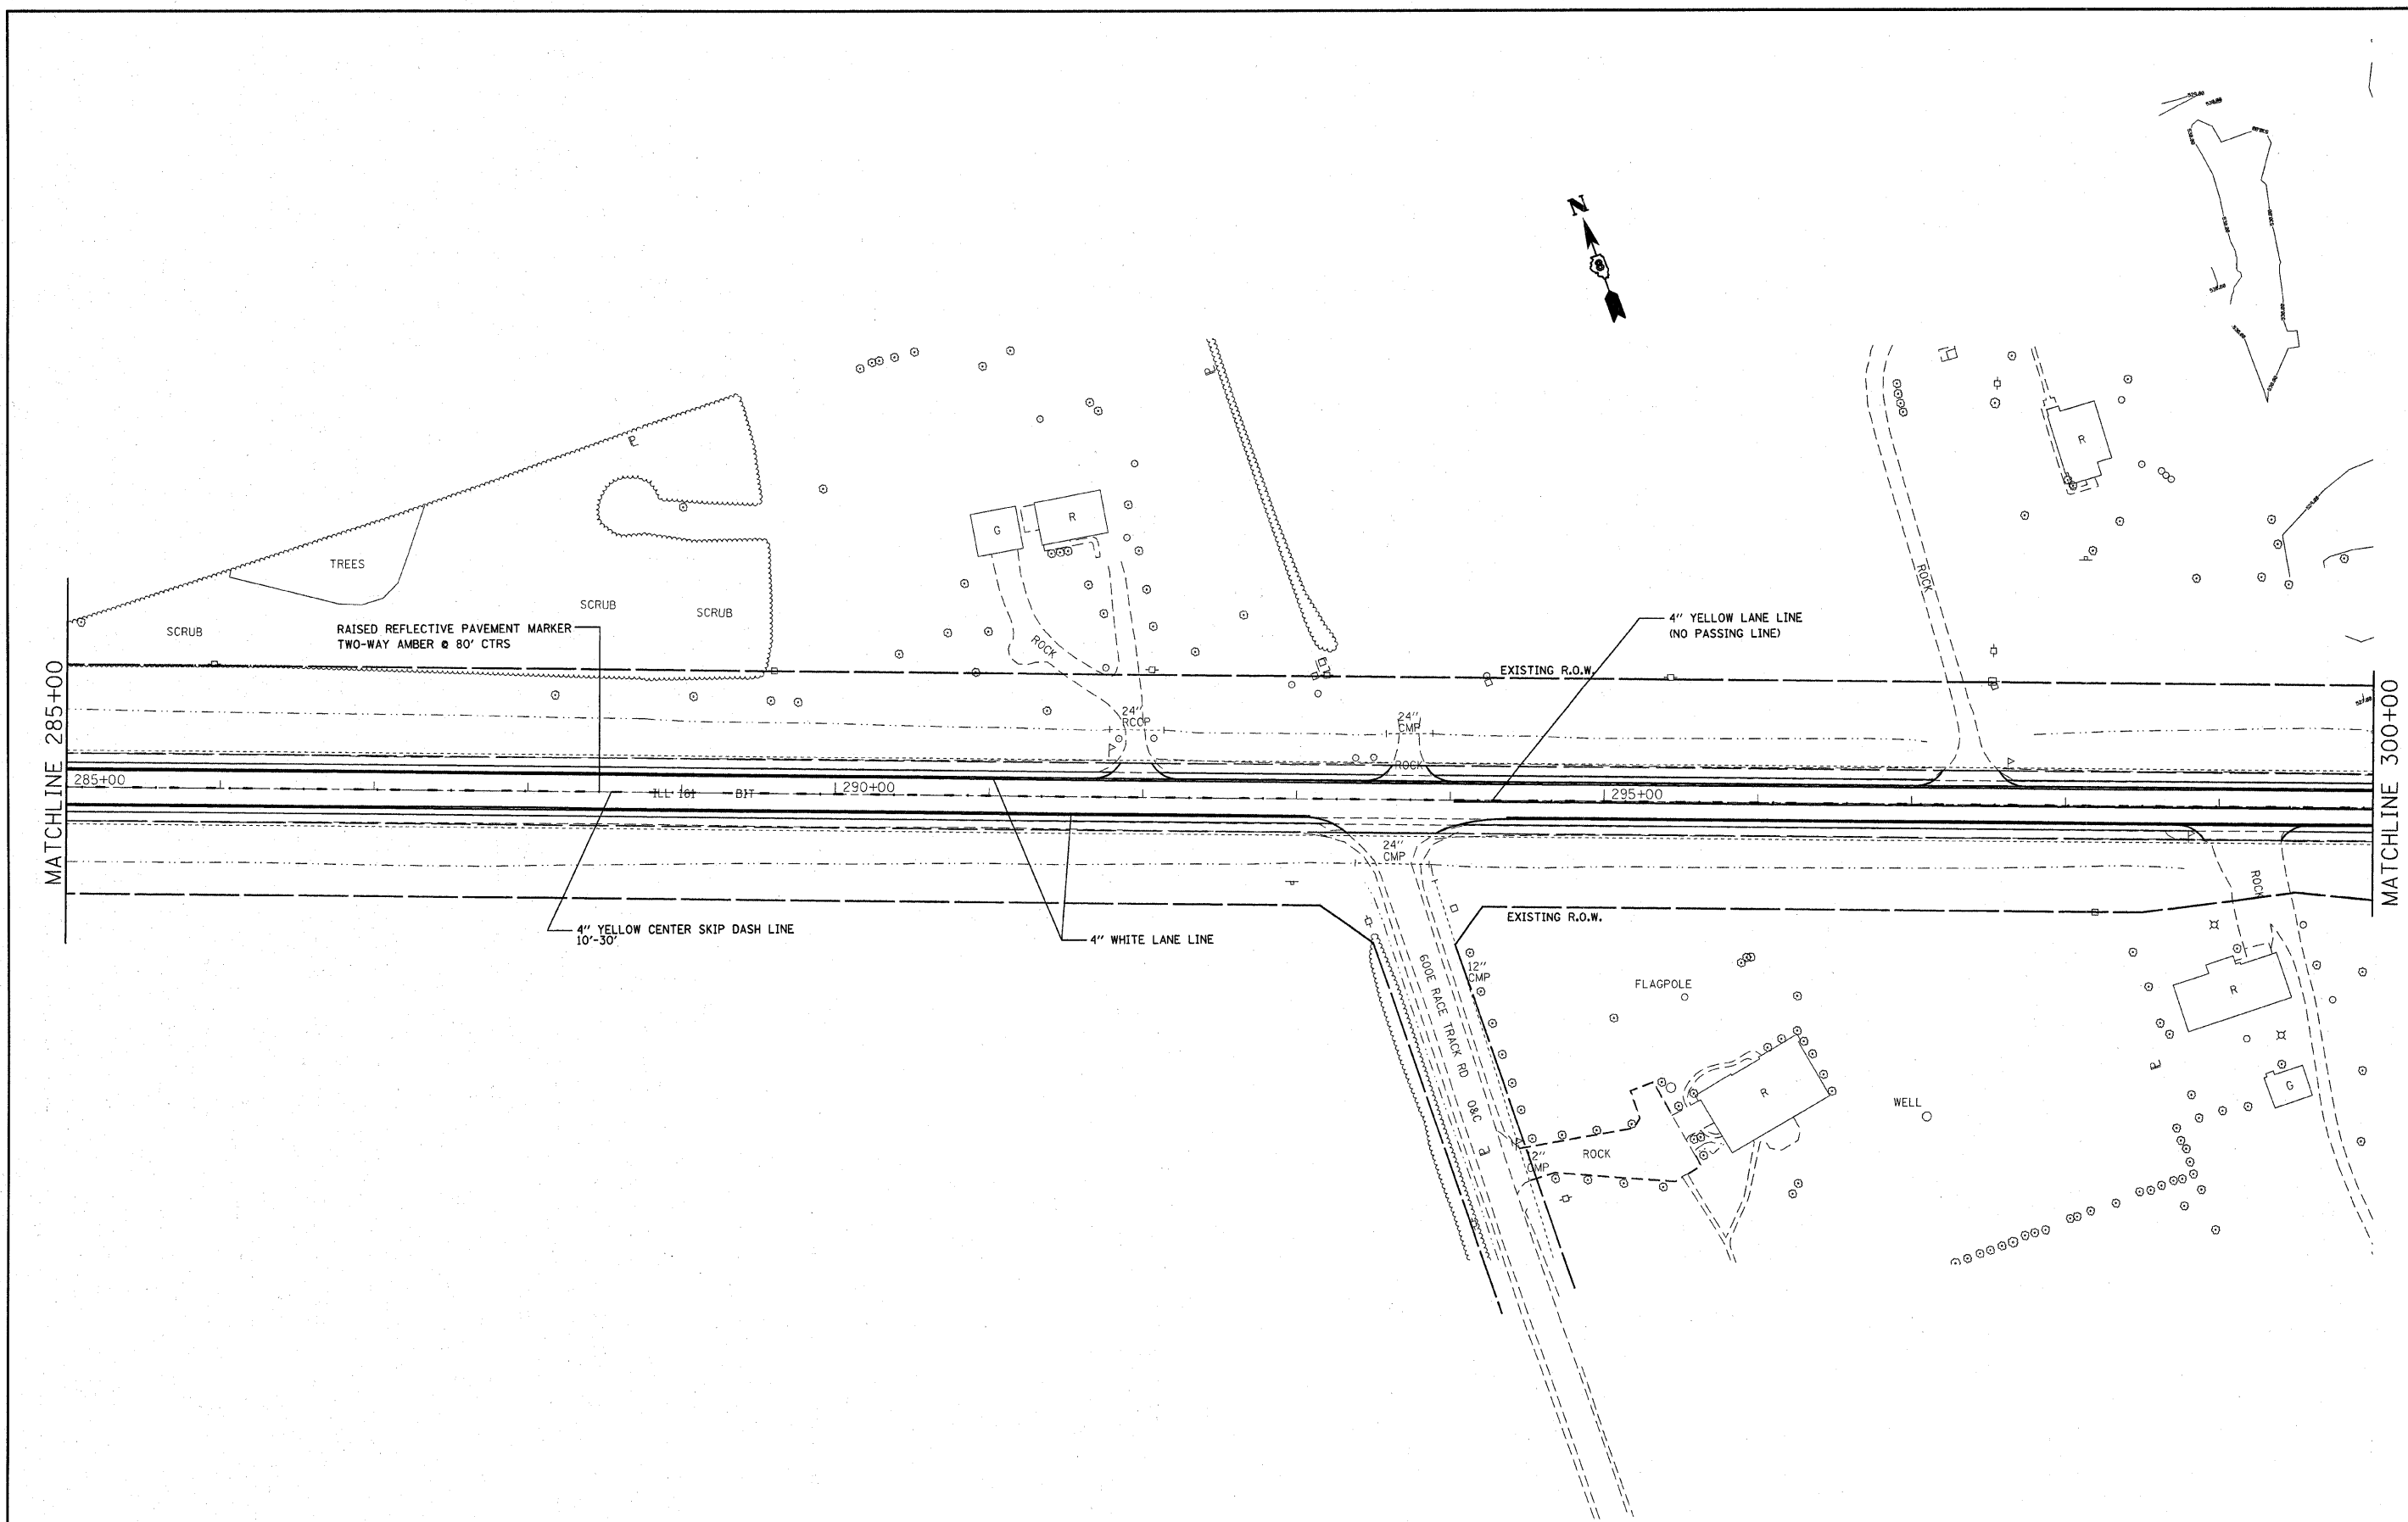 N
R
G
R
P
TREES
SCRUB
SCRUB
SCRUB
RAISED REFLECTIVE PAVEMENT MARKER
TWO-WAY AMBER @ 80' CTRS
ROCK
ROCK
4" YELLOW LANE LINE
(NO PASSING LINE)
EXISTING R.O.W.
24"
RCCP
24"
CMP
ROCK
MATCHLINE 285+00
285+00
ILL 101 BIT
290+00
295+00
MATCHLINE 300+00
24"
CMP
4" YELLOW CENTER SKIP DASH LINE
10'-30'
4" WHITE LANE LINE
EXISTING R.O.W.
ROCK
600E RACE TRACK RD O&C
12"
CMP
FLAGPOLE
R
R
G
WELL
12"
CMP
ROCK